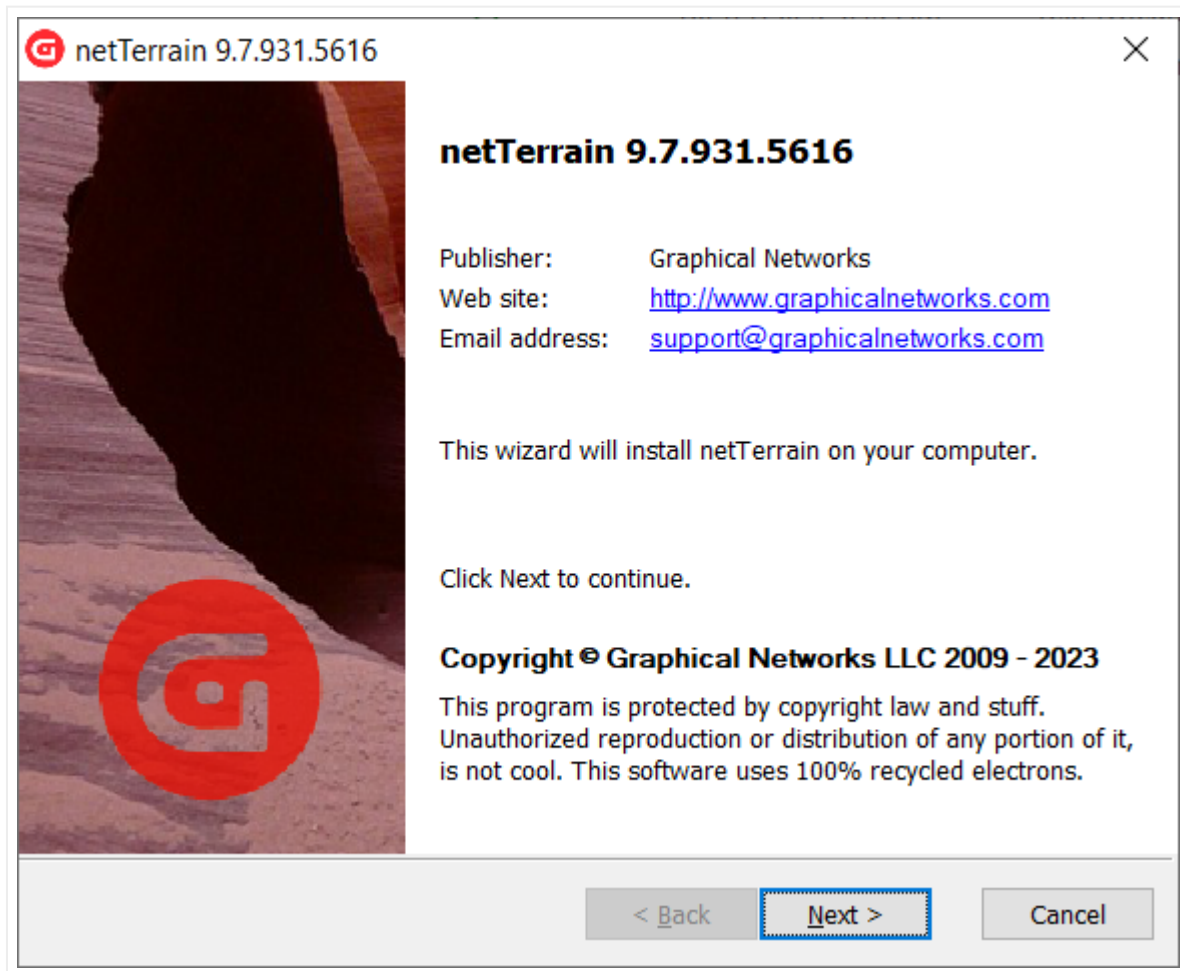 netTerrain 9.7.931.5616
netTerrain 9.7.931.5616
Publisher: Graphical Networks
Web site: http://www.graphicalnetworks.com
Email address: support@graphicalnetworks.com
This wizard will install netTerrain on your computer.
Click Next to continue.
Copyright © Graphical Networks LLC 2009 - 2023
This program is protected by copyright law and stuff.
Unauthorized reproduction or distribution of any portion of it,
is not cool. This software uses 100% recycled electrons.
< Back Next > Cancel